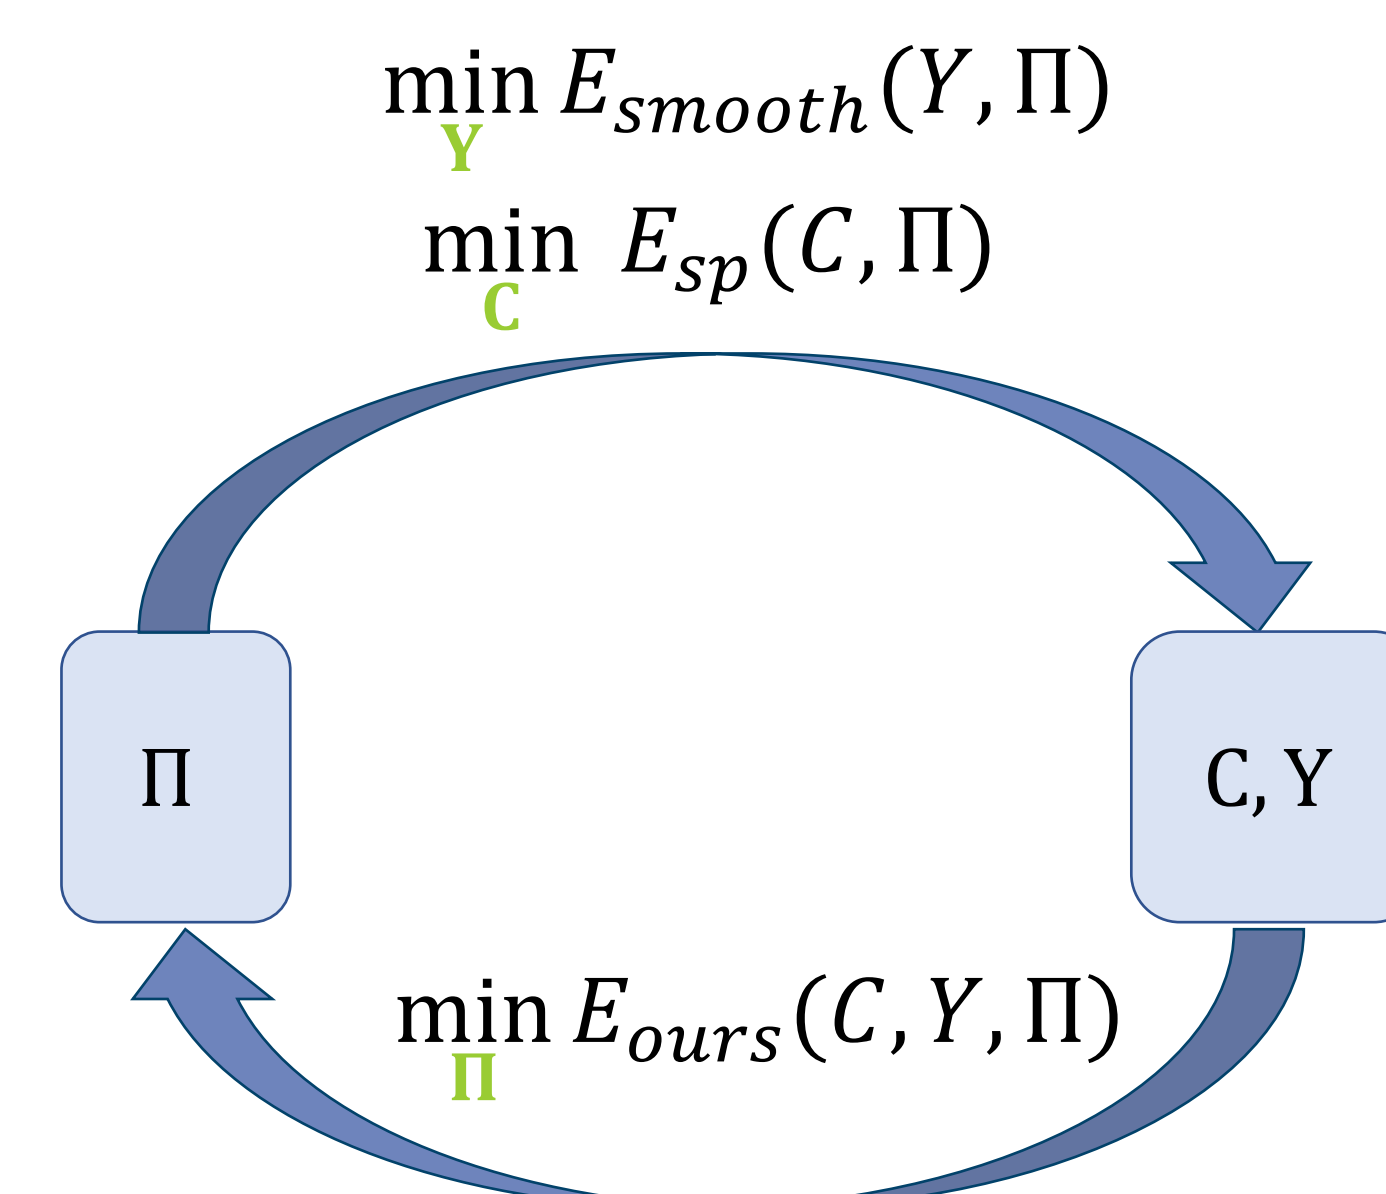 min E_smooth(Y, Π)
Y
min E_sp(C, Π)
C
Π
C, Y
min E_ours(C, Y, Π)
Π